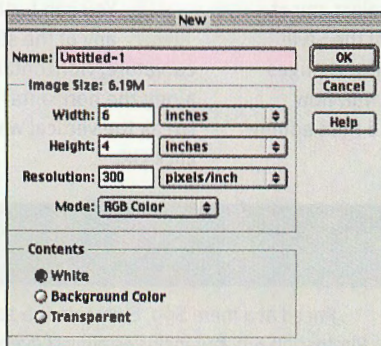 New
Name: Untitled-1
OK
Image Size: 6.19M
Cancel
Width: 6 inches
Help
Height: 4 inches
Resolution: 300 pixels/inch
Mode: RGB Color
Contents
White
Background Color
Transparent